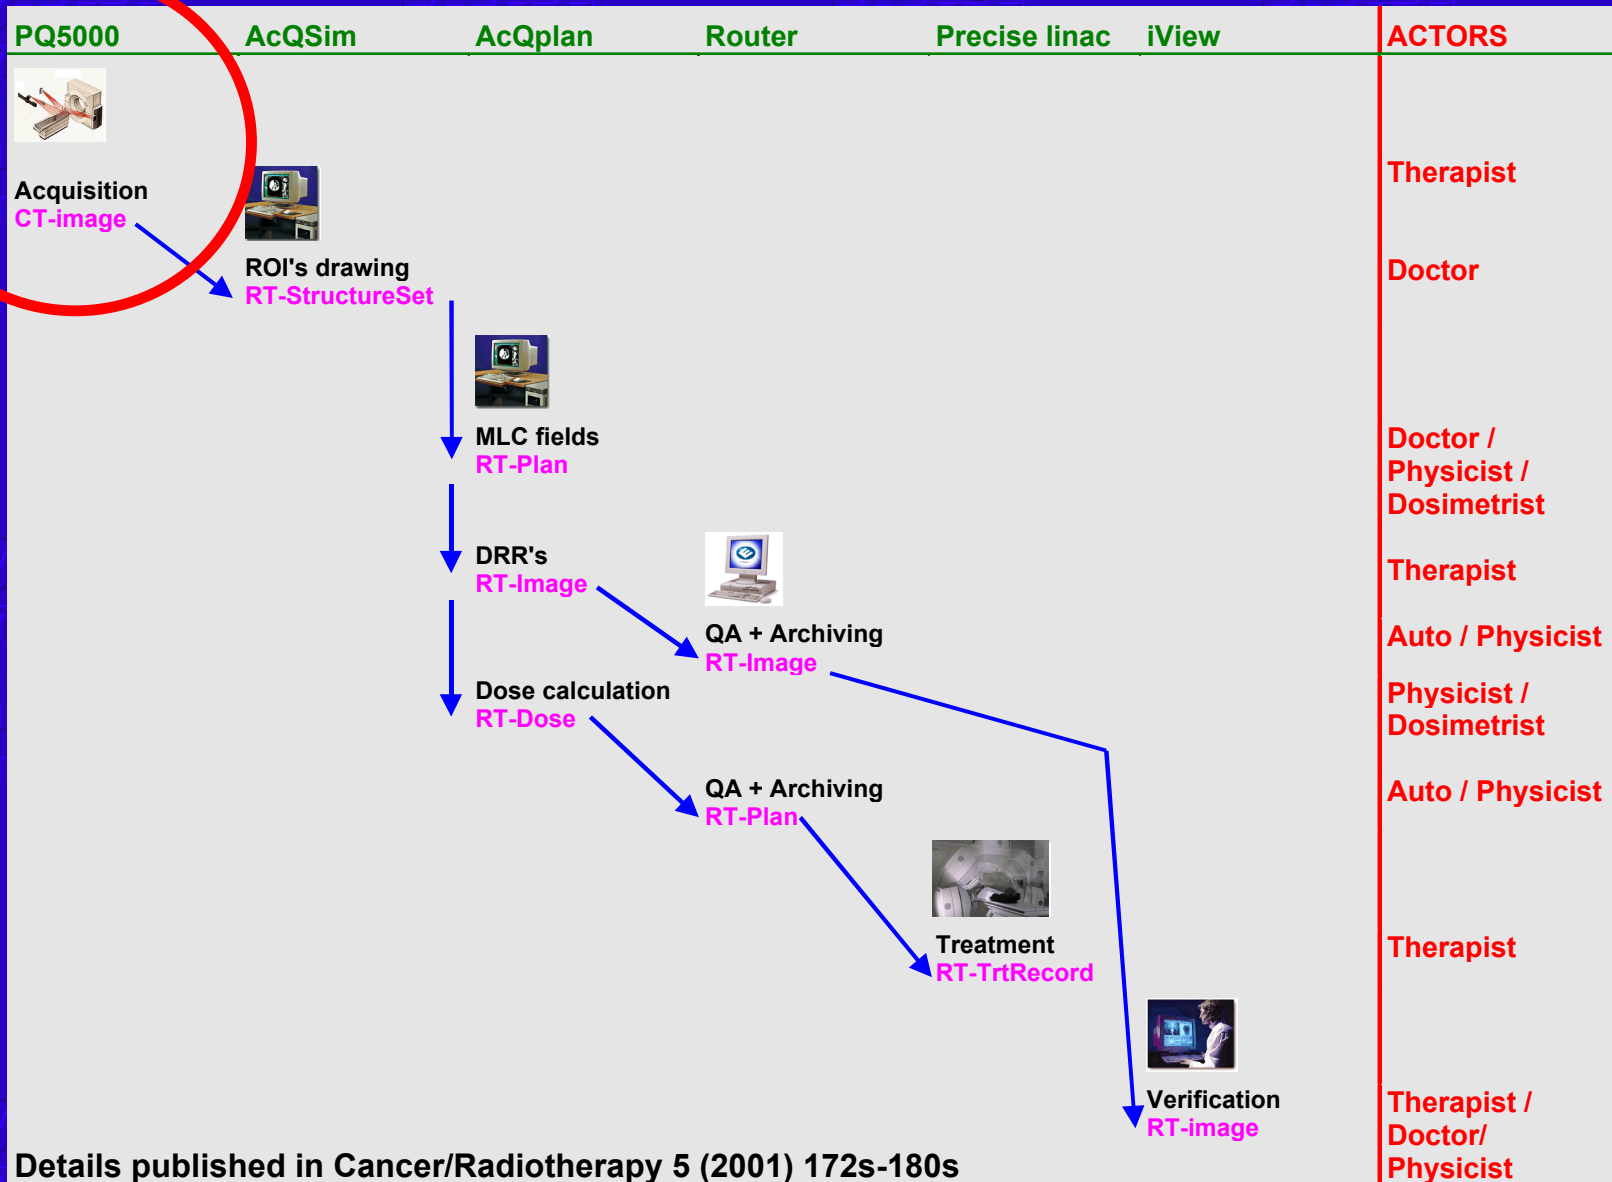 PQ5000 AcQSim AcQplan Router Precise linac iView ACTORS
Acquisition
CT-image
Therapist
ROI's drawing
RT-StructureSet
Doctor
MLC fields
RT-Plan
Doctor /
Physicist /
Dosimetrist
DRR's
RT-Image
Therapist
QA + Archiving
RT-Image
Auto / Physicist
Dose calculation
RT-Dose
Physicist /
Dosimetrist
QA + Archiving
RT-Plan
Auto / Physicist
Treatment
RT-TrtRecord
Therapist
Verification
RT-image
Therapist /
Doctor/
Physicist
Details published in Cancer/Radiotherapy 5 (2001) 172s-180s